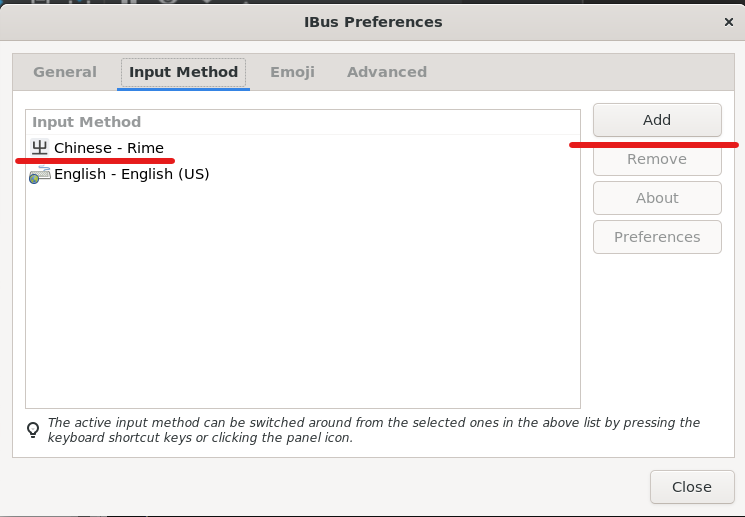 IBus Preferences
General Input Method Emoji Advanced
Input Method
Chinese - Rime
English - English (US)
Add
Remove
About
Preferences
The active input method can be switched around from the selected ones in the above list by pressing the
keyboard shortcut keys or clicking the panel icon.
Close